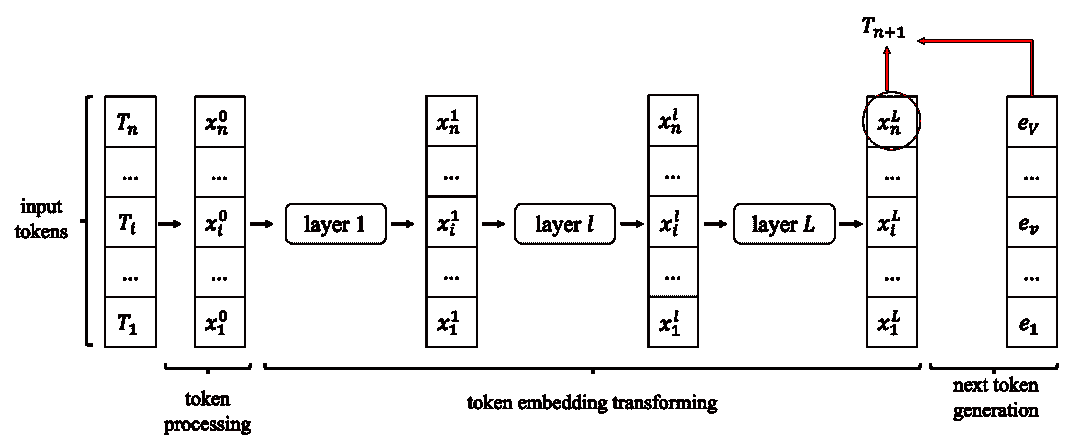 T_{n+1}
T_n x_n^0 x_n^1 x_n^l x_n^L e_V
... ... ... ... ... ...
input tokens
T_i x_i^0 layer 1 x_i^1 layer l x_i^l layer L x_i^L e_v
... ... ... ... ... ...
T_1 x_1^0 x_1^1 x_1^l x_1^L e_1
token
processing
token embedding transforming
next token
generation